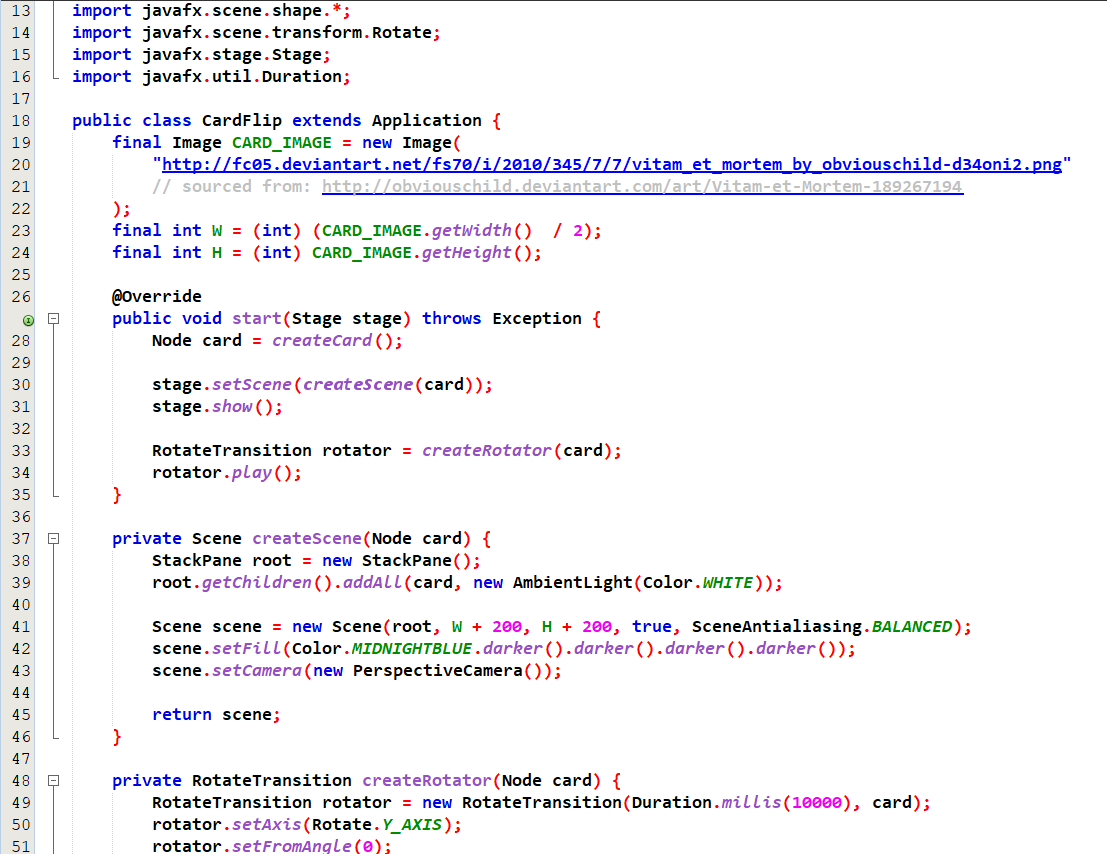 13 import javafx.scene.shape.*;
14 import javafx.scene.transform.Rotate;
15 import javafx.stage.Stage;
16 import javafx.util.Duration;
17
18 public class CardFlip extends Application {
19     final Image CARD_IMAGE = new Image(
20         "http://fc05.deviantart.net/fs70/i/2010/345/7/7/vitam_et_mortem_by_obviouschild-d34oni2.png"
21         // sourced from: http://obviouschild.deviantart.com/art/Vitam-et-Mortem-189267194
22     );
23     final int W = (int) (CARD_IMAGE.getWidth()  / 2);
24     final int H = (int) CARD_IMAGE.getHeight();
25
26     @Override
    public void start(Stage stage) throws Exception {
28         Node card = createCard();
29
30         stage.setScene(createScene(card));
31         stage.show();
32
33         RotateTransition rotator = createRotator(card);
34         rotator.play();
35     }
36
37     private Scene createScene(Node card) {
38         StackPane root = new StackPane();
39         root.getChildren().addAll(card, new AmbientLight(Color.WHITE));
40
41         Scene scene = new Scene(root, W + 200, H + 200, true, SceneAntialiasing.BALANCED);
42         scene.setFill(Color.MIDNIGHTBLUE.darker().darker().darker().darker());
43         scene.setCamera(new PerspectiveCamera());
44
45         return scene;
46     }
47
48     private RotateTransition createRotator(Node card) {
49         RotateTransition rotator = new RotateTransition(Duration.millis(10000), card);
50         rotator.setAxis(Rotate.Y_AXIS);
51         rotator.setFromAngle(0);